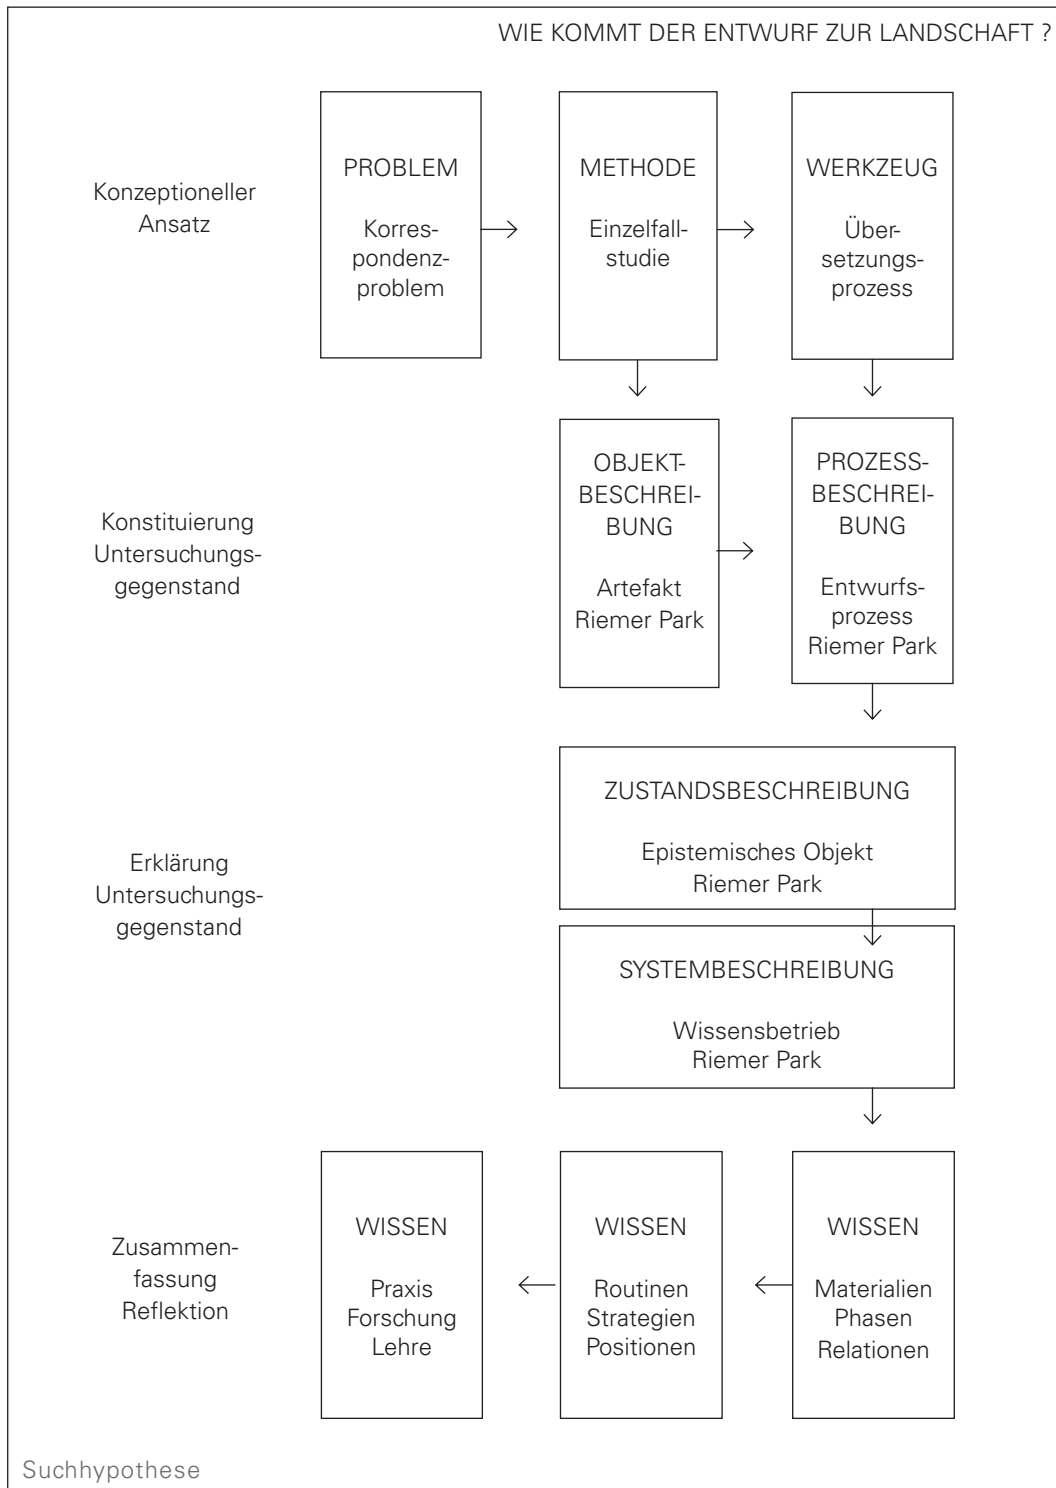 WIE KOMMT DER ENTWURF ZUR LANDSCHAFT ?
Konzeptioneller
Ansatz
PROBLEM
Korres-
pondenz-
problem
METHODE
Einzelfall-
studie
WERKZEUG
Über-
setzungs-
prozess
Konstituierung
Untersuchungs-
gegenstand
OBJEKT-
BESCHREI-
BUNG
Artefakt
Riemer Park
PROZESS-
BESCHREI-
BUNG
Entwurfs-
prozess
Riemer Park
Erklärung
Untersuchungs-
gegenstand
ZUSTANDSBESCHREIBUNG
Epistemisches Objekt
Riemer Park
SYSTEMBESCHREIBUNG
Wissensbetrieb
Riemer Park
Zusammen-
fassung
Reflektion
WISSEN
Praxis
Forschung
Lehre
WISSEN
Routinen
Strategien
Positionen
WISSEN
Materialien
Phasen
Relationen
Suchhypothese